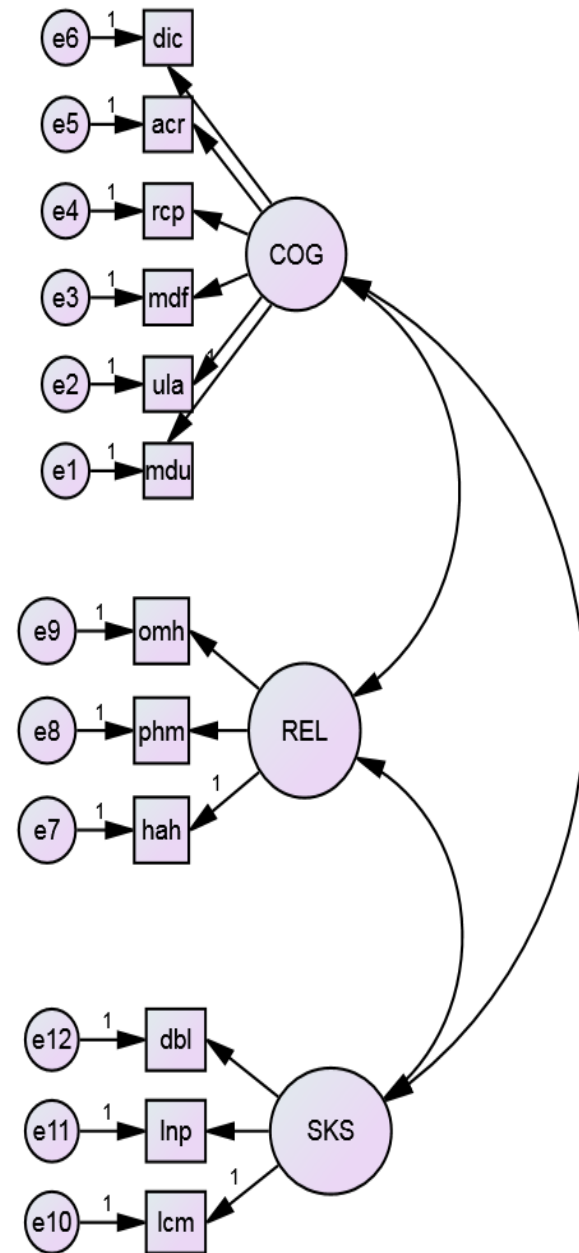 e6 1 dic
e5 1 acr
e4 1 rcp
COG
e3 1 mdf
e2 1 ula 1
e1 1 mdu
e9 1 omh
e8 1 phm
REL
e7 1 hah 1
e12 1 dbl
e11 1 lnp
SKS
e10 1 lcm 1